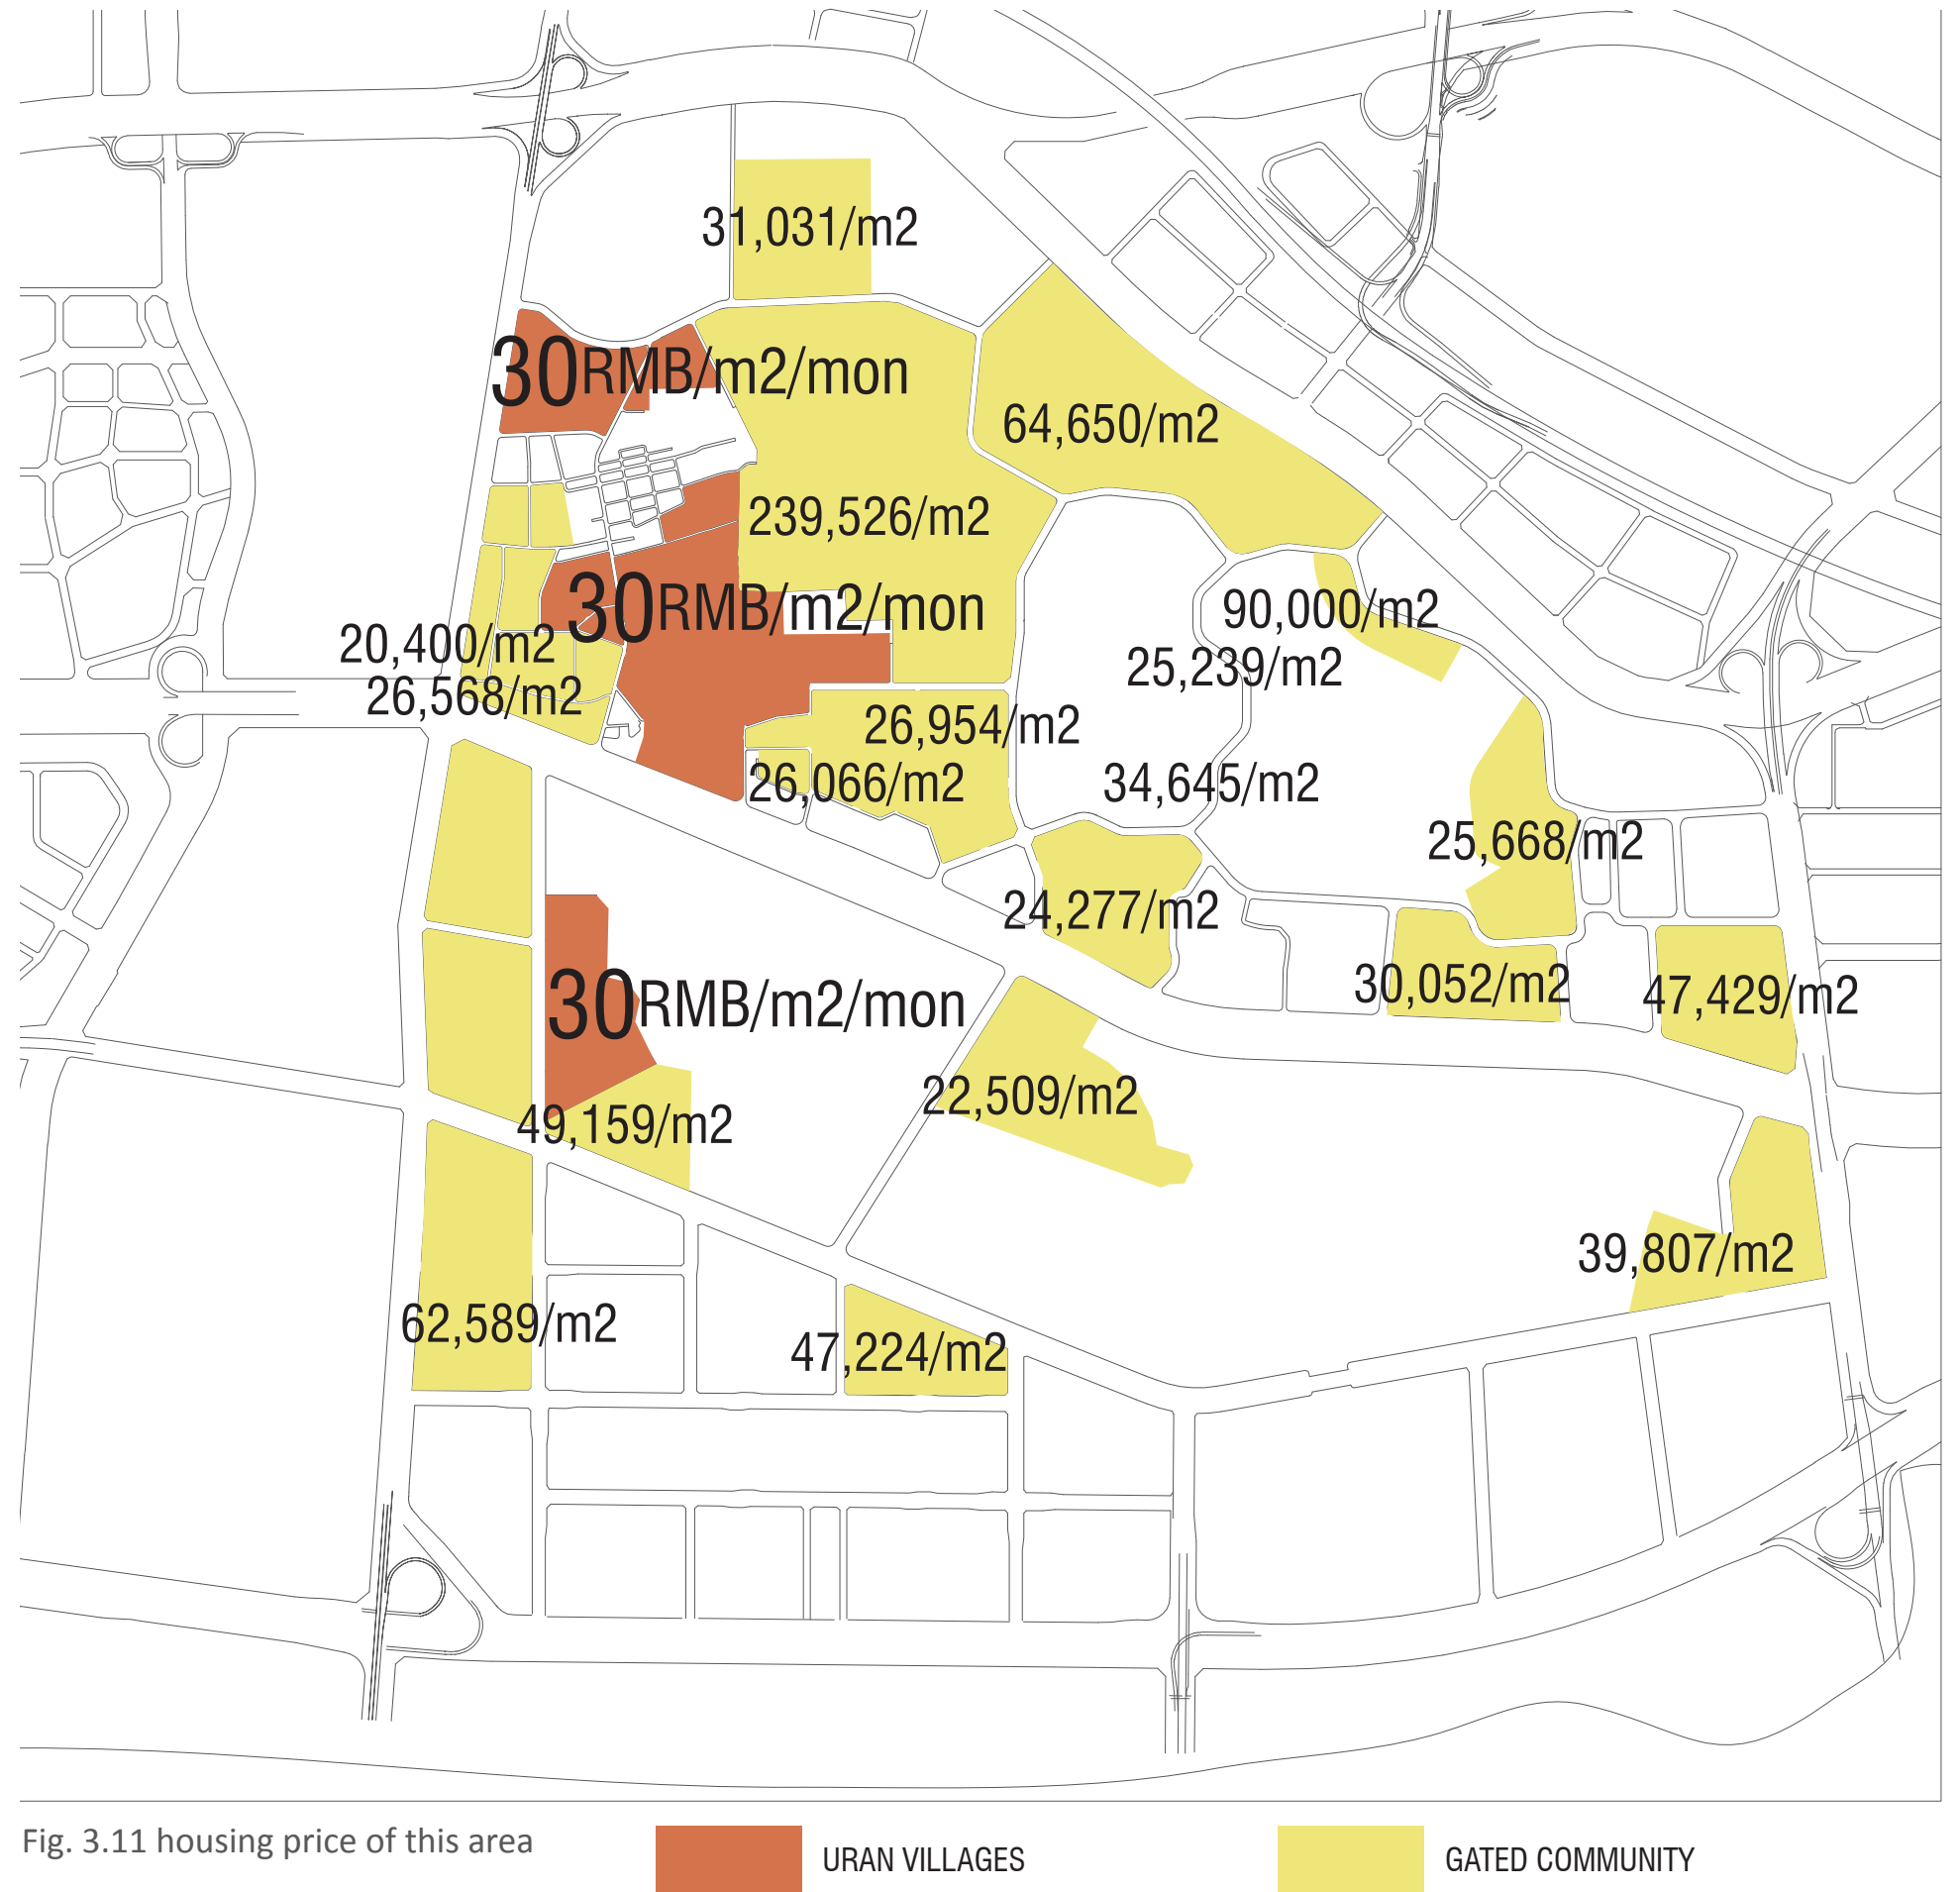 31,031/m2
30RMB/m2/mon
64,650/m2
239,526/m2
30RMB/m2/mon
90,000/m2
20,400/m2
25,239/m2
26,568/m2
26,954/m2
26,066/m2
34,645/m2
25,668/m2
24,277/m2
30,052/m2
47,429/m2
30RMB/m2/mon
22,509/m2
49,159/m2
39,807/m2
62,589/m2
47,224/m2
Fig. 3.11 housing price of this area
URAN VILLAGES
GATED COMMUNITY